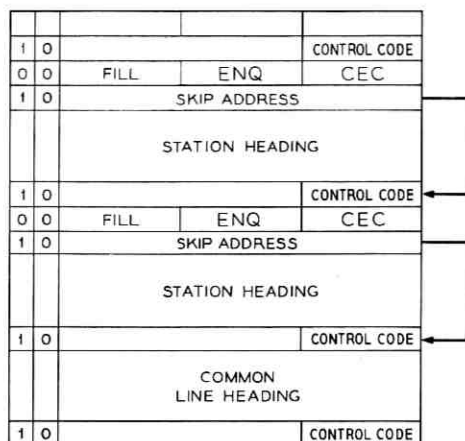 1 0 CONTROL CODE
0 0 FILL ENQ CEC
1 0 SKIP ADDRESS
STATION HEADING
1 0 CONTROL CODE
0 0 FILL ENQ CEC
1 0 SKIP ADDRESS
STATION HEADING
1 0 CONTROL CODE
COMMON
LINE HEADING
1 0 CONTROL CODE